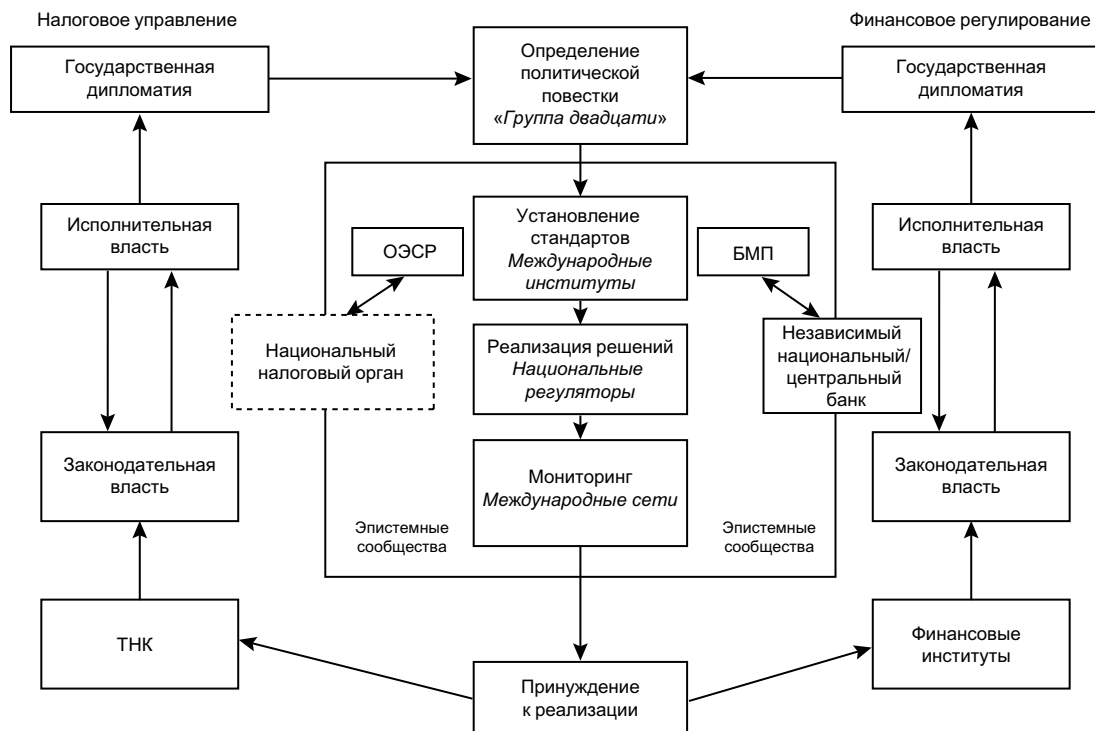 Налоговое управление
Финансовое регулирование
Государственная
дипломатия
Определение
политической
повестки
«Группа двадцати»
Государственная
дипломатия
Исполнительная
власть
ОЭСР
Установление
стандартов
Международные
институты
БМП
Исполнительная
власть
Национальный
налоговый орган
Реализация решений
Национальные
регуляторы
Независимый
национальный/
центральный
банк
Законодательная
власть
Мониторинг
Международные сети
Законодательная
власть
Эпистемные
сообщества
Эпистемные
сообщества
ТНК
Принуждение
к реализации
Финансовые
институты